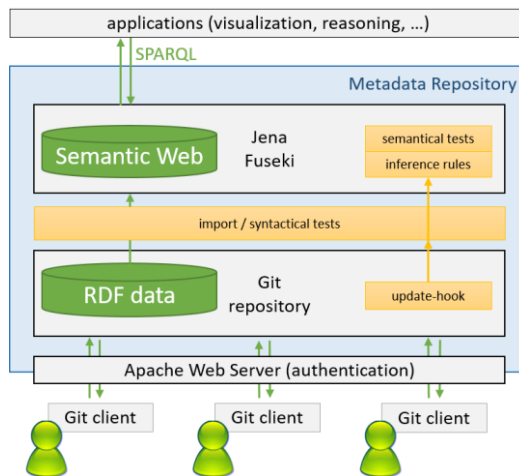 applications (visualization, reasoning, ...)
SPARQL
Metadata Repository
Semantic Web
Jena
Fuseki
semantical tests
inference rules
import / syntactical tests
RDF data
Git
repository
update-hook
Apache Web Server (authentication)
Git client
Git client
Git client